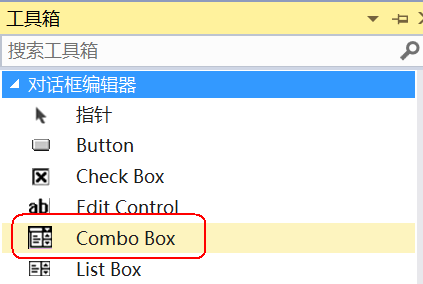 工具箱
搜索工具箱
对话框编辑器
指针
Button
Check Box
Edit Control
Combo Box
List Box